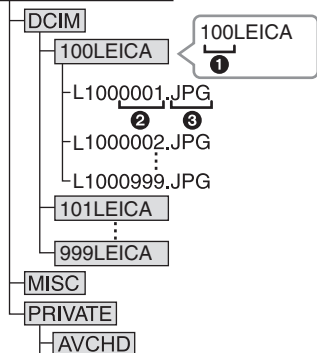 DCIM
100LEICA
100LEICA
❶
L1000001.JPG
❷ ❸
L1000002.JPG
L1000999.JPG
101LEICA
999LEICA
MISC
PRIVATE
AVCHD